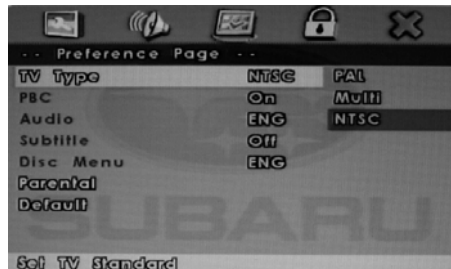 -- Preference Page --
TV Type NTSC PAL
PBC On Multi
Audio ENG NTSC
Subtitle Off
Disc Menu ENG
Parental
Default
SUBARU
Set TV Standard